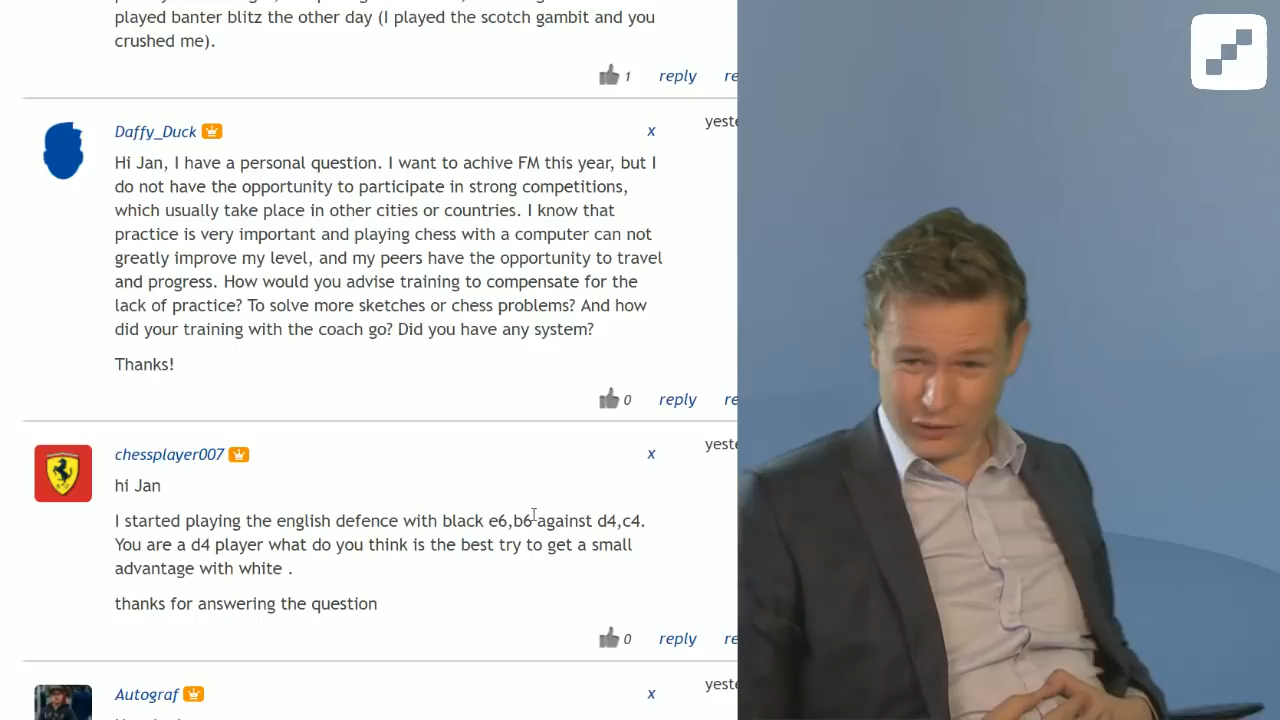 played banter blitz the other day (I played the scotch gambit and you
crushed me).
1 reply
Daffy_Duck x
Hi Jan, I have a personal question. I want to achive FM this year, but I
do not have the opportunity to participate in strong competitions,
which usually take place in other cities or countries. I know that
practice is very important and playing chess with a computer can not
greatly improve my level, and my peers have the opportunity to travel
and progress. How would you advise training to compensate for the
lack of practice? To solve more sketches or chess problems? And how
did your training with the coach go? Did you have any system?
Thanks!
0 reply
chessplayer007 x
hi Jan
I started playing the english defence with black e6,b6 against d4,c4.
You are a d4 player what do you think is the best try to get a small
advantage with white .
thanks for answering the question
0 reply
Autograf x